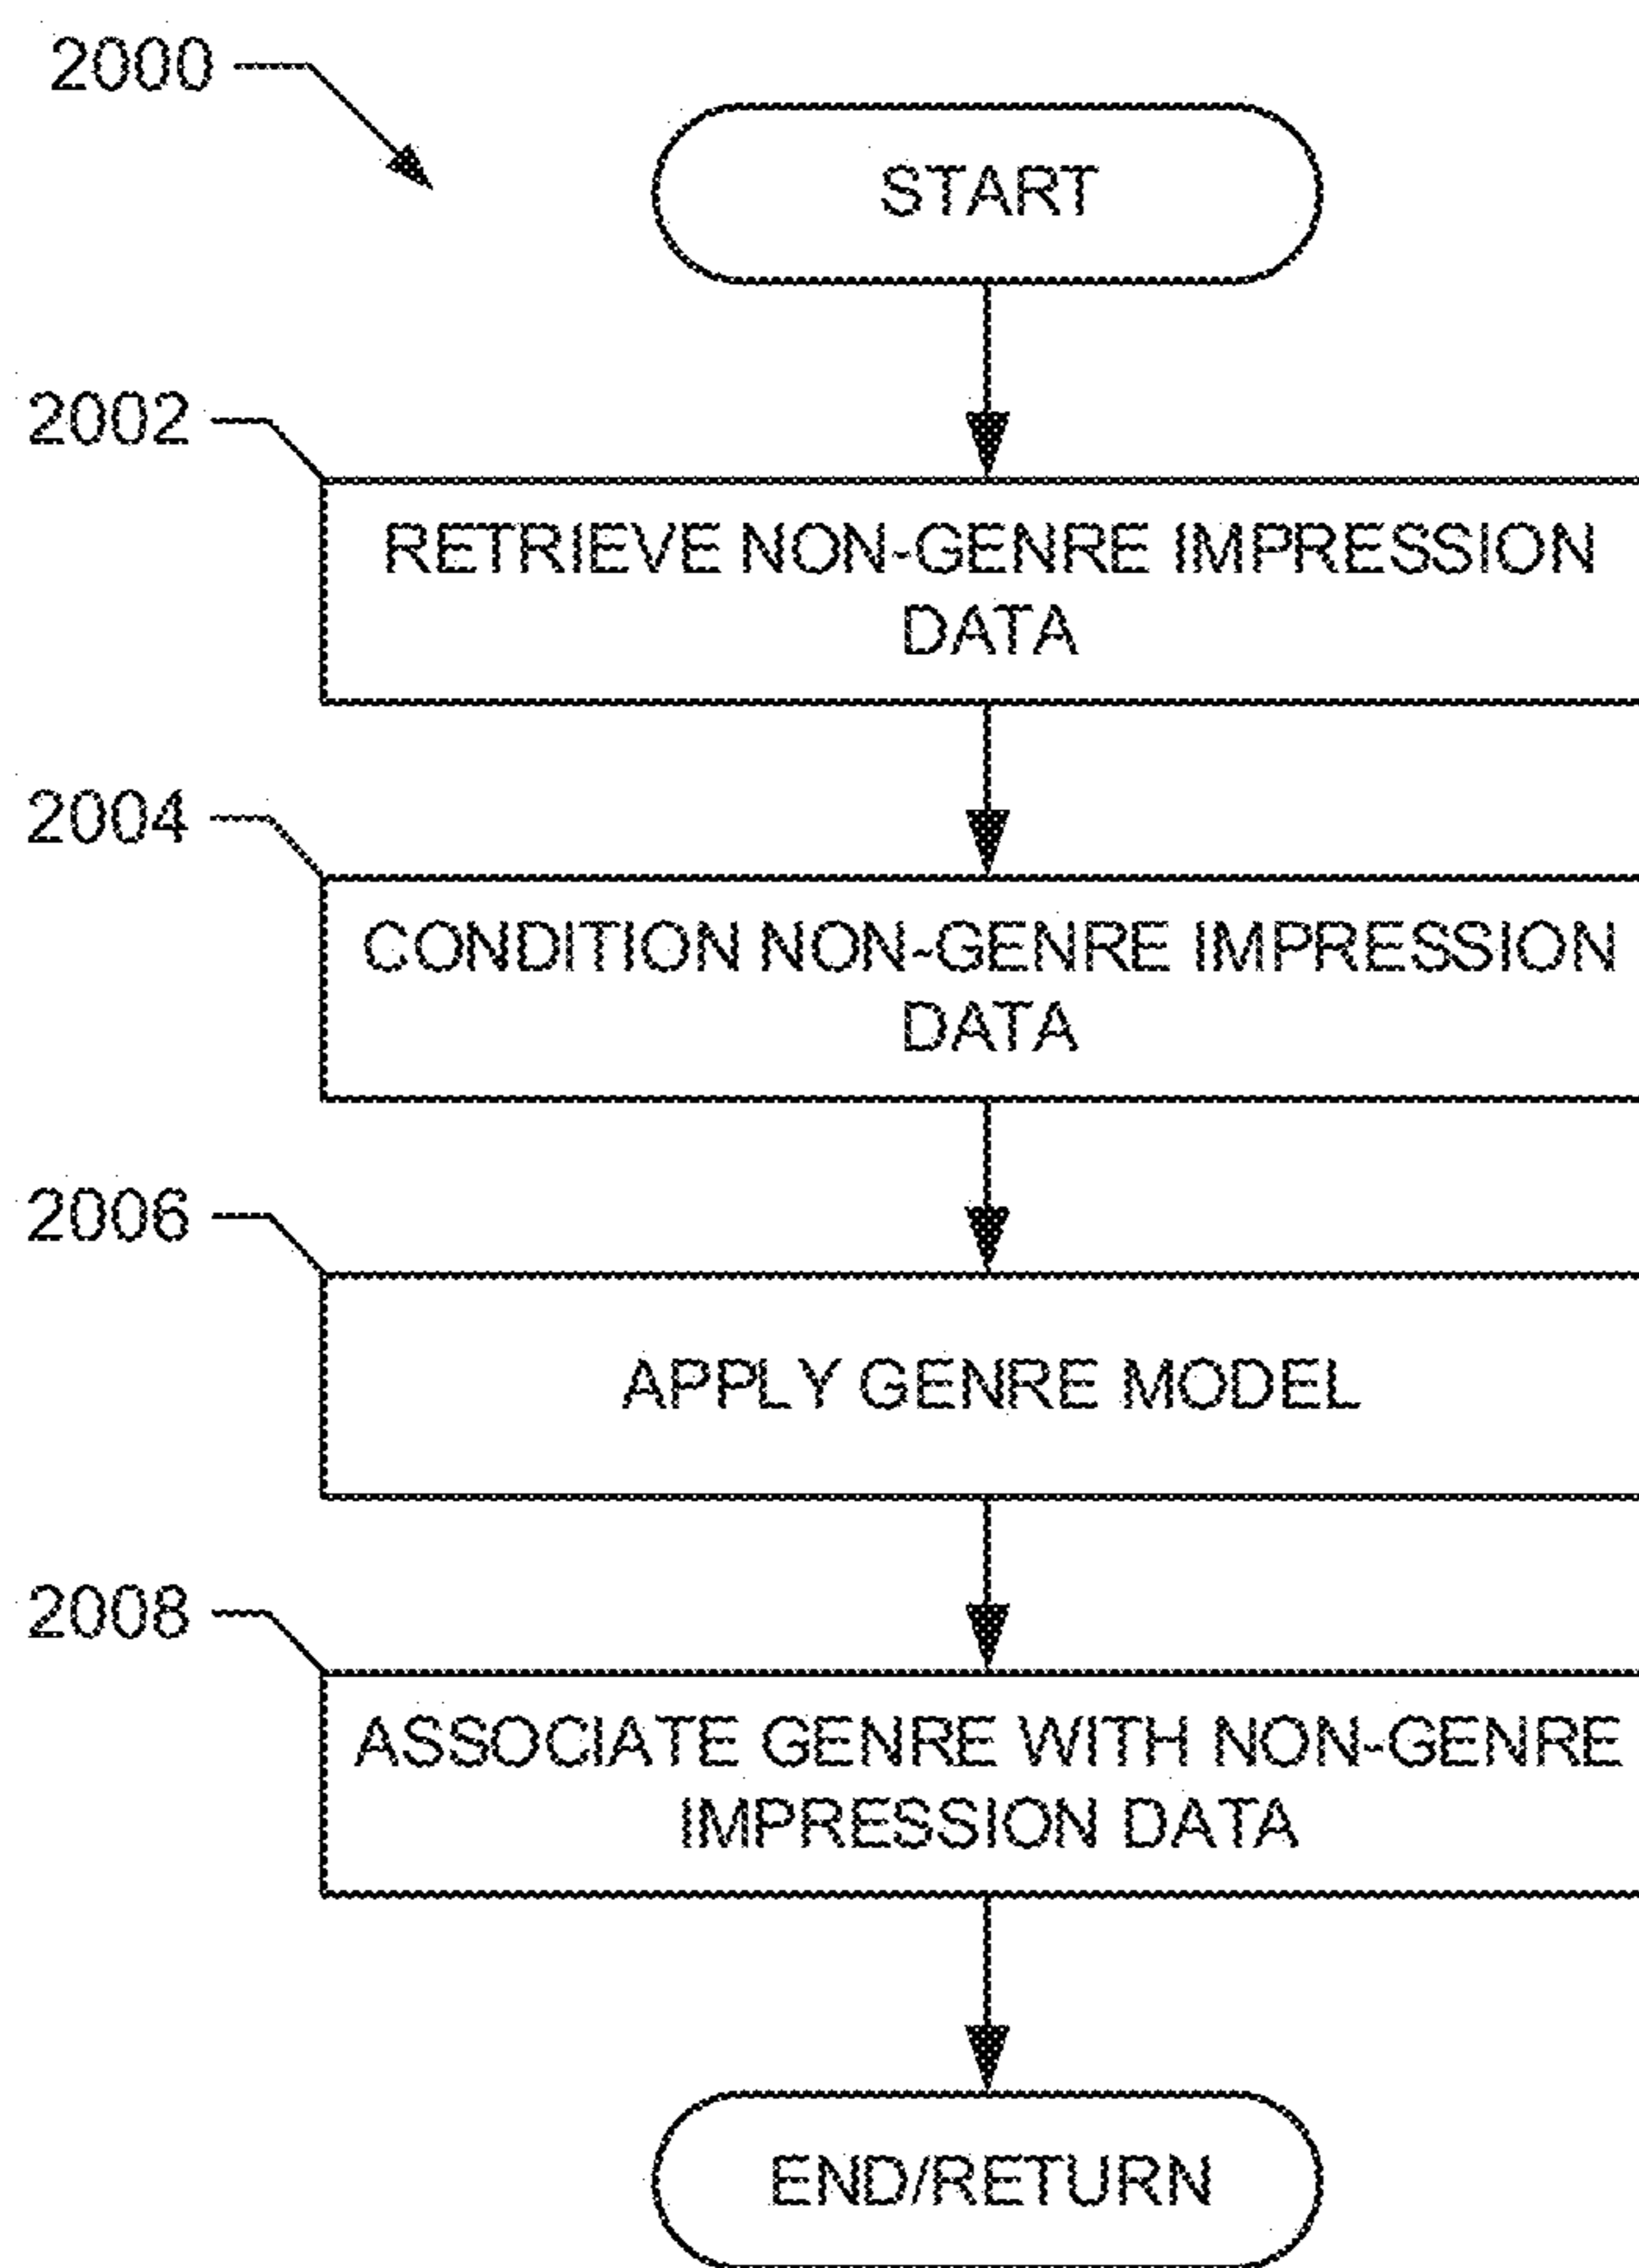 2000
START
2002
RETRIEVE NON-GENRE IMPRESSION
DATA
2004
CONDITION NON-GENRE IMPRESSION
DATA
2006
APPLY GENRE MODEL
2008
ASSOCIATE GENRE WITH NON-GENRE
IMPRESSION DATA
END/RETURN